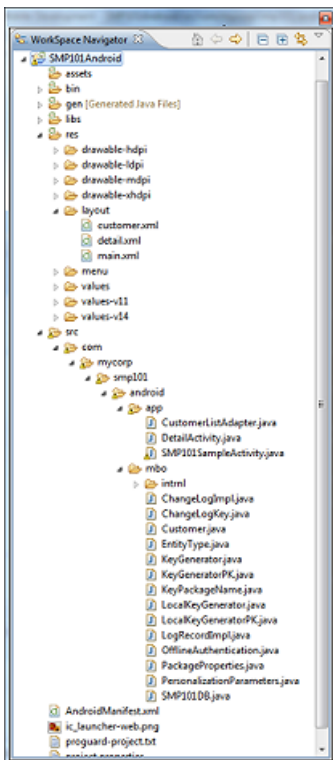 WorkSpace Navigator
SMP101Android
assets
bin
gen [Generated Java Files]
libs
res
drawable-hdpi
drawable-ldpi
drawable-mdpi
drawable-xhdpi
layout
customer.xml
detail.xml
main.xml
menu
values
values-v11
values-v14
src
com
mycorp
smp101
android
app
CustomerListAdapter.java
DetailActivity.java
SMP101SampleActivity.java
mbo
intrnl
ChangeLogImpl.java
ChangeLogKey.java
Customer.java
EntityType.java
KeyGenerator.java
KeyGeneratorPK.java
KeyPackageName.java
LocalKeyGenerator.java
LocalKeyGeneratorPK.java
LogRecordImpl.java
OfflineAuthentication.java
PackageProperties.java
PersonalizationParameters.java
SMP101DB.java
AndroidManifest.xml
ic_launcher-web.png
proguard-project.txt
project.properties